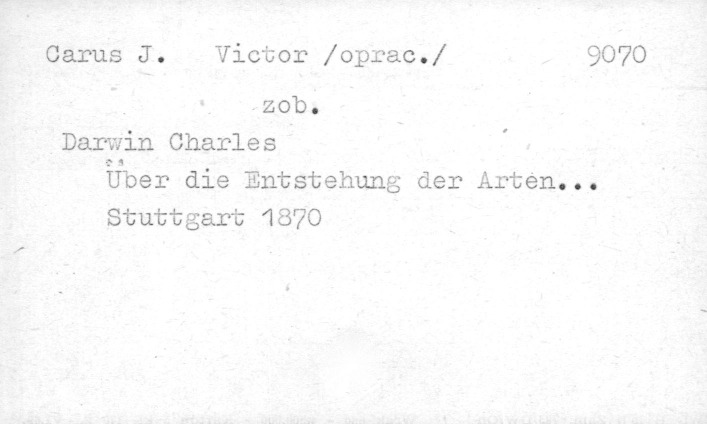 Carus J. Victor /oprac./ 9070
zob.
Darwin Charles
Über die Entstehung der Arten...
Stuttgart 1870